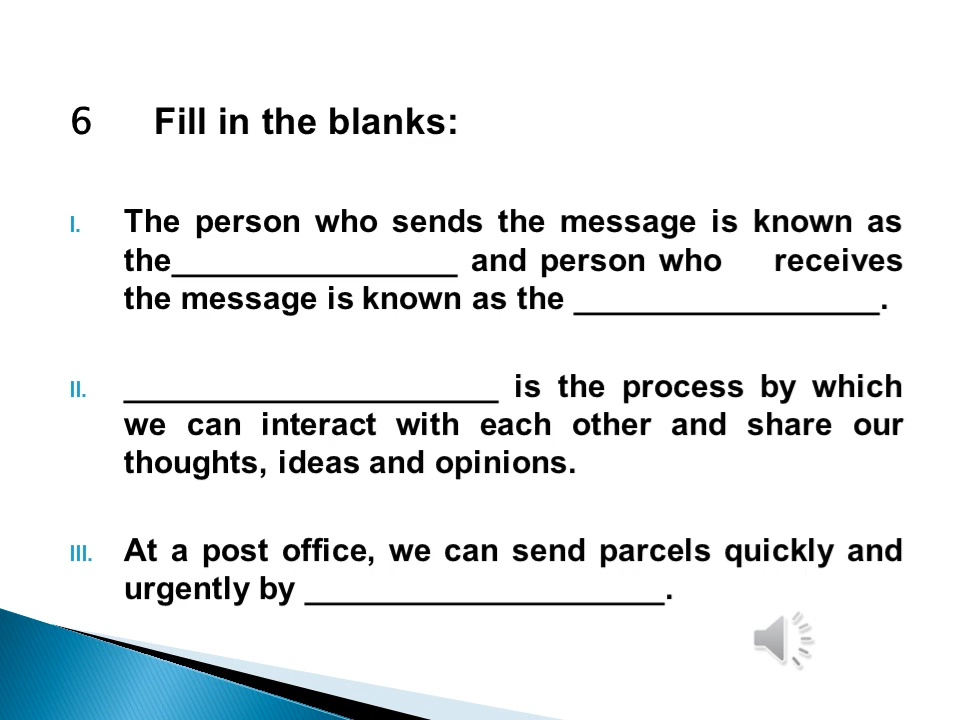 6 Fill in the blanks:
I. The person who sends the message is known as
the________________ and person who receives
the message is known as the _________________.
II. _____________________ is the process by which
we can interact with each other and share our
thoughts, ideas and opinions.
III. At a post office, we can send parcels quickly and
urgently by ____________________.